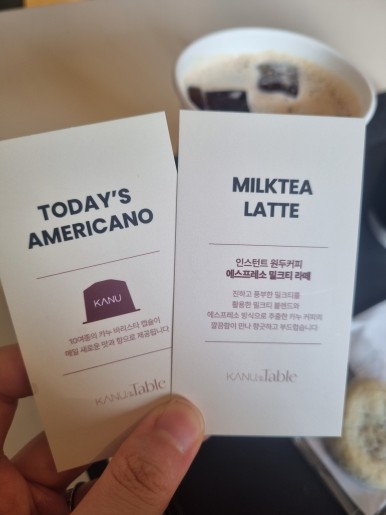 TODAY'S
AMERICANO
KANU
10여종의 카누 바리스타 캡슐이
매일 새로운 맛과 향으로 제공됩니다
KANU&Table
MILKTEA
LATTE
인스턴트 원두커피
에스프레소 밀크티 라떼
진하고 풍부한 밀크티를
활용한 밀크티 블렌드와
에스프레소 방식으로 추출한 카누 커피의
깔끔함이 만나 향긋하고 부드럽습니다
KANU&Table